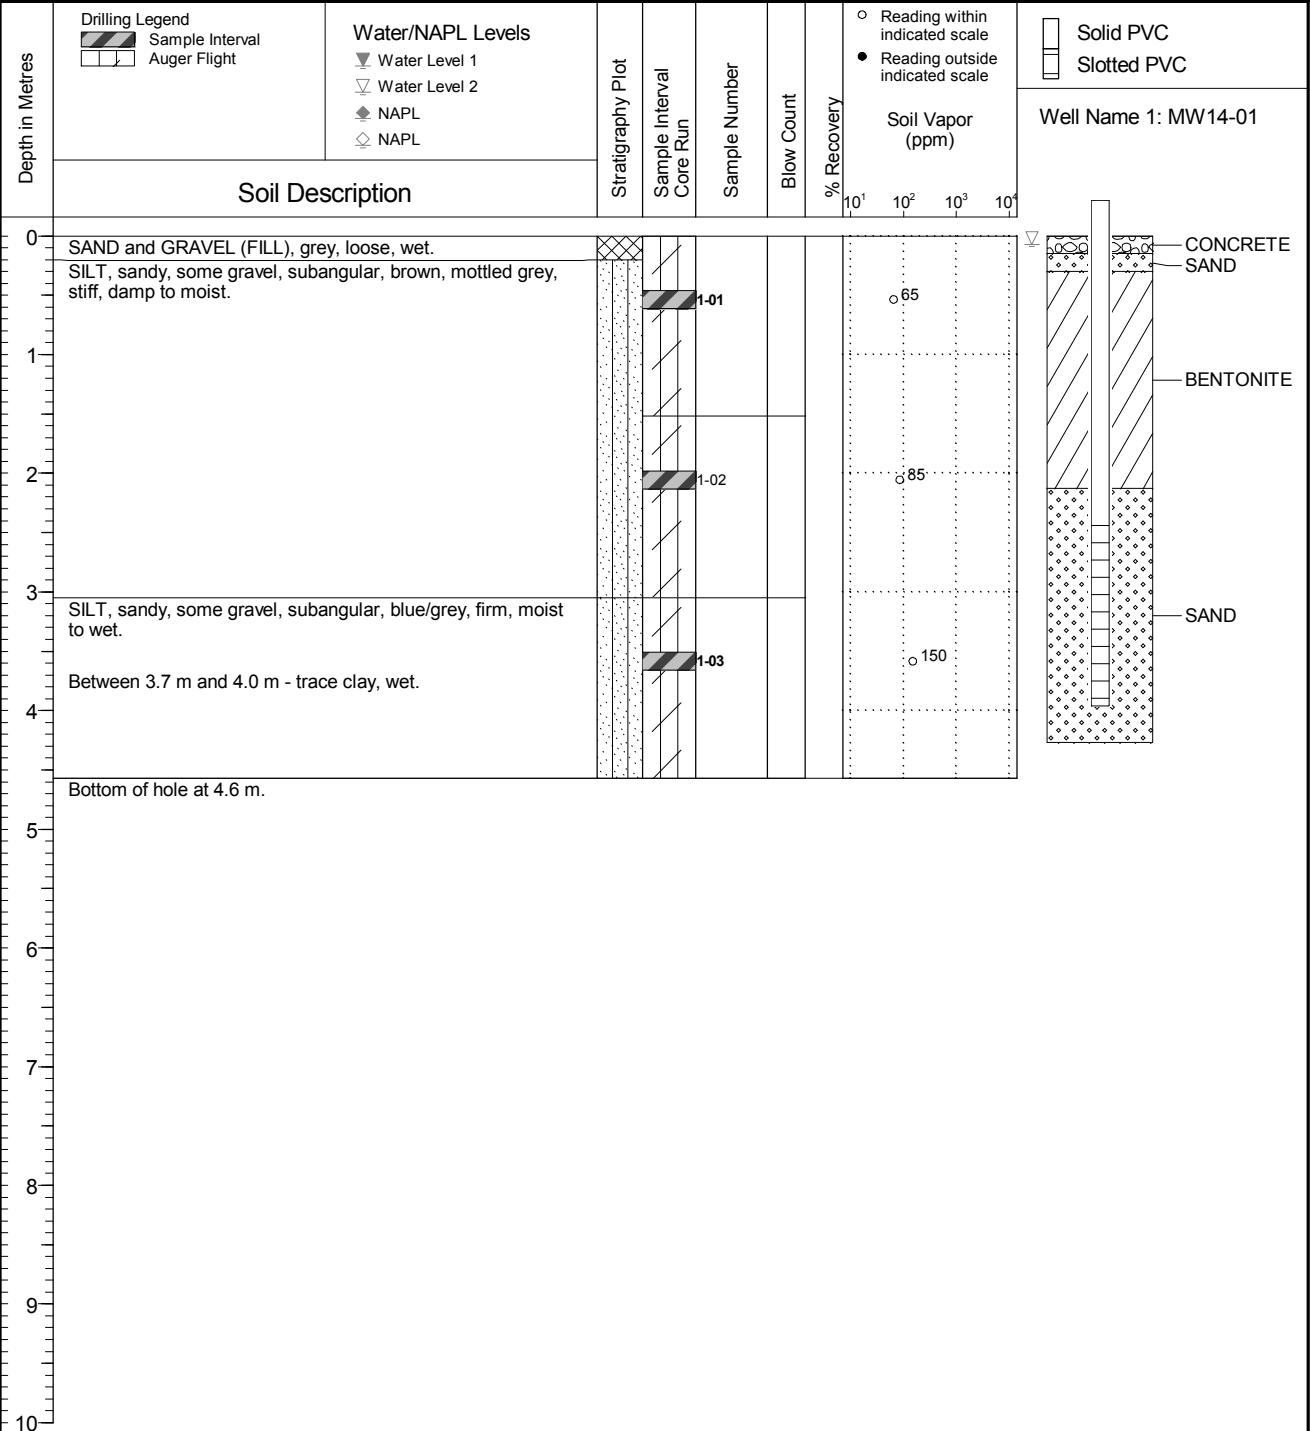 Drilling Legend
Sample Interval
Auger Flight
Water/NAPL Levels
Water Level 1
Water Level 2
NAPL
NAPL
Depth in Metres
Soil Description
Stratigraphy Plot
Sample Interval
Core Run
Sample Number
Blow Count
% Recovery
Reading within
indicated scale
Reading outside
indicated scale
Soil Vapor
(ppm)
10¹ 10² 10³ 10⁴
Solid PVC
Slotted PVC
Well Name 1: MW14-01
0
SAND and GRAVEL (FILL), grey, loose, wet.
CONCRETE
SAND
SILT, sandy, some gravel, subangular, brown, mottled grey,
stiff, damp to moist.
1-01
65
1
BENTONITE
2
1-02
85
3
SILT, sandy, some gravel, subangular, blue/grey, firm, moist
to wet.
SAND
1-03
150
Between 3.7 m and 4.0 m - trace clay, wet.
4
Bottom of hole at 4.6 m.
5
6
7
8
9
10